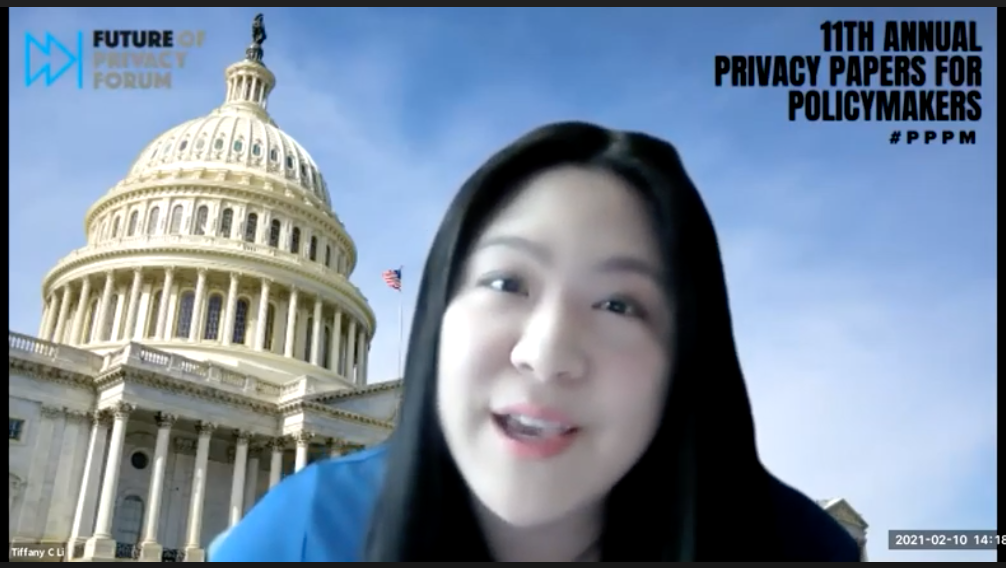 FUTURE OF
PRIVACY
FORUM
11TH ANNUAL
PRIVACY PAPERS FOR
POLICYMAKERS
#PPPM
Tiffany C Li
2021-02-10 14:18